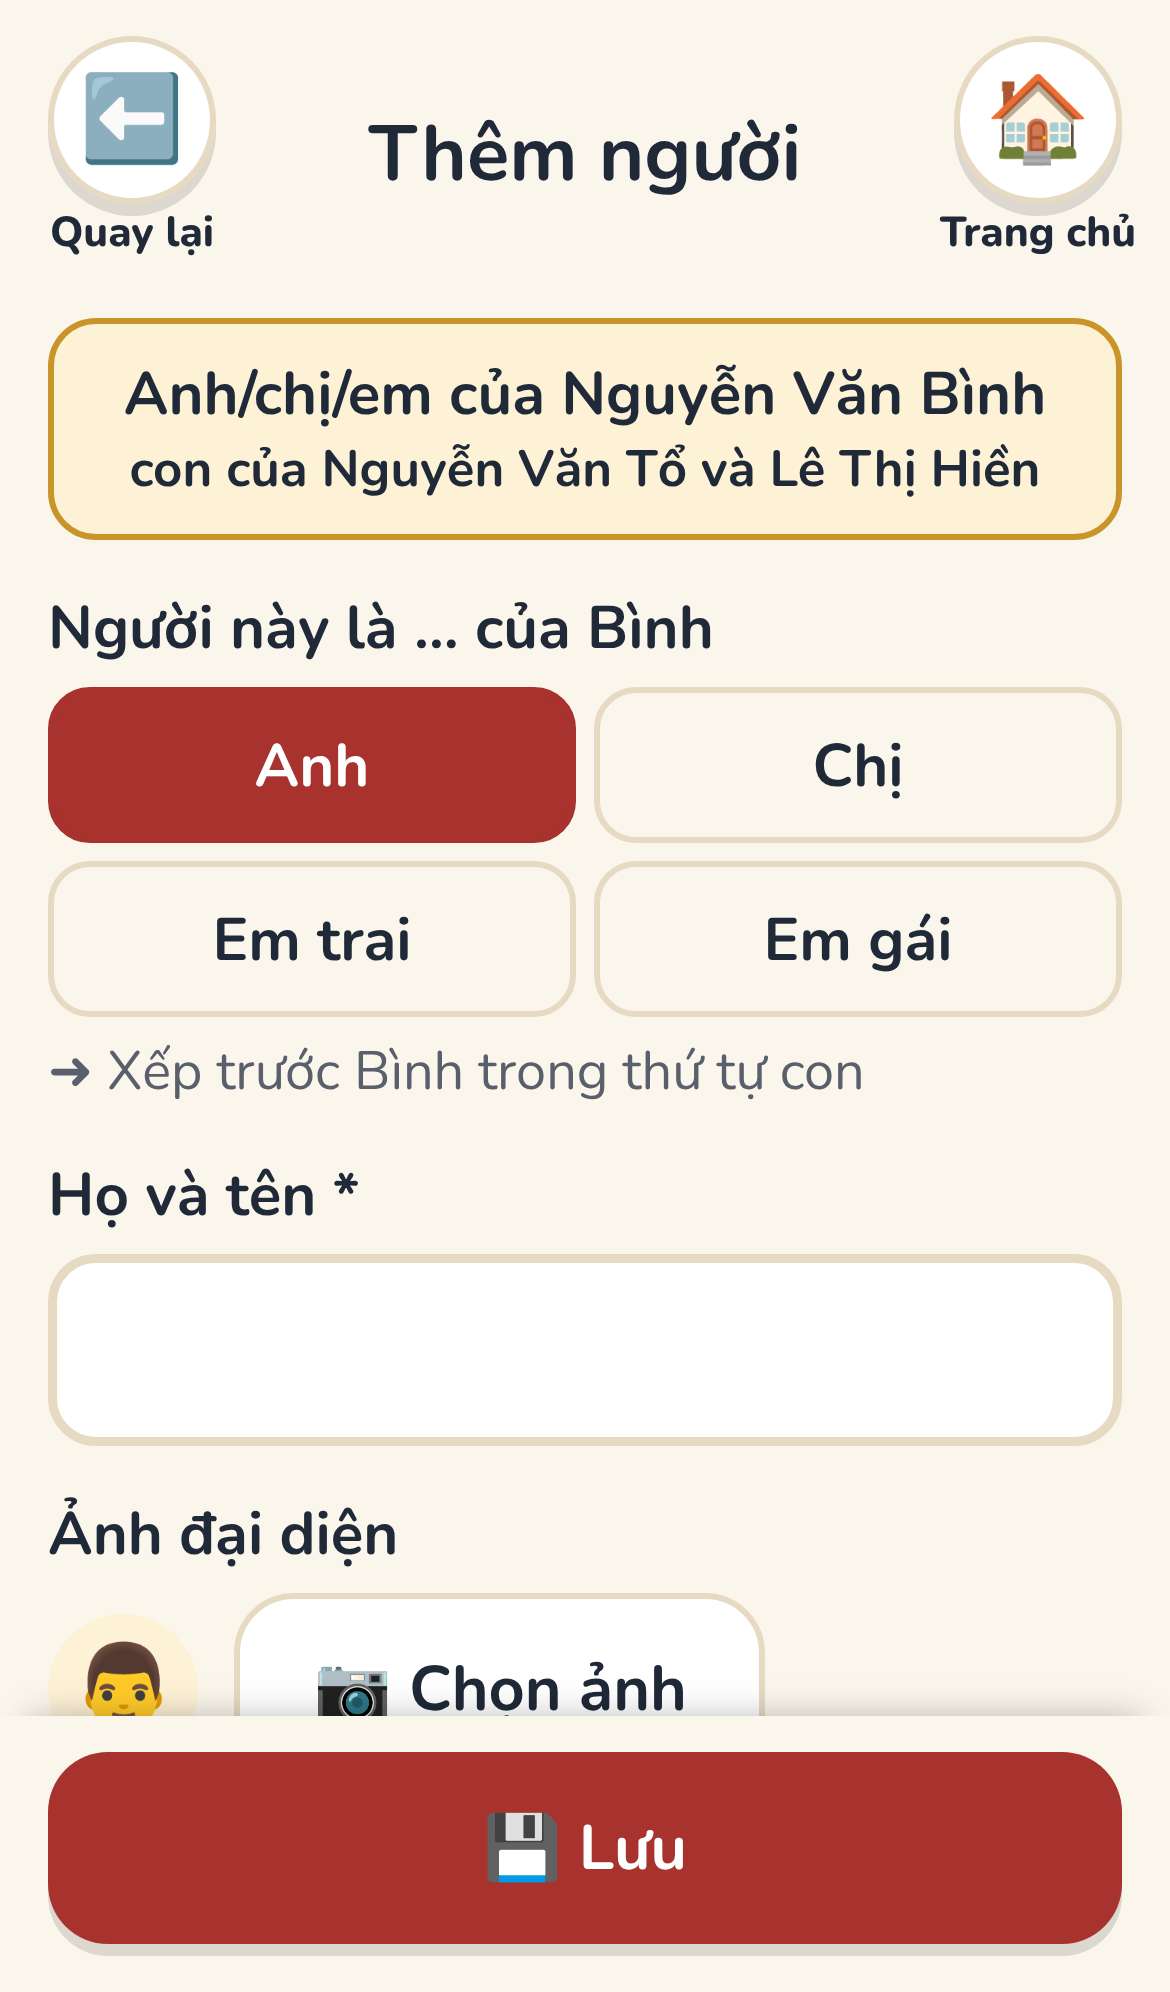 Thêm người
Quay lại
Trang chủ
Anh/chị/em của Nguyễn Văn Bình
con của Nguyễn Văn Tổ và Lê Thị Hiền
Người này là ... của Bình
Anh
Chị
Em trai
Em gái
→ Xếp trước Bình trong thứ tự con
Họ và tên *
Ảnh đại diện
Chọn ảnh
Lưu